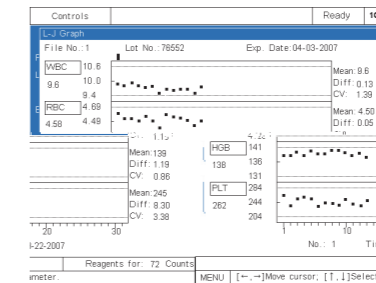 Controls Ready 10
L-J Graph
File No.:1 Lot No.:76552 Exp. Date:04-03-2007
WBC 10.6
9.6 10.0
9.4
Mean:9.6
Diff:0.13
CV: 1.39
RBC 4.69
4.58 4.49
Mean:4.50
Diff:0.05
Mean:139
Diff:1.19
CV: 0.86
HGB 141
138 136
131
Mean:245
Diff:8.30
CV: 3.38
PLT 284
262 244
204
20 30 1 10
-22-2007 No.: 1
Reagents for: 72 Counts
ameter. MENU [←,→]Move cursor; [↑,↓]Select